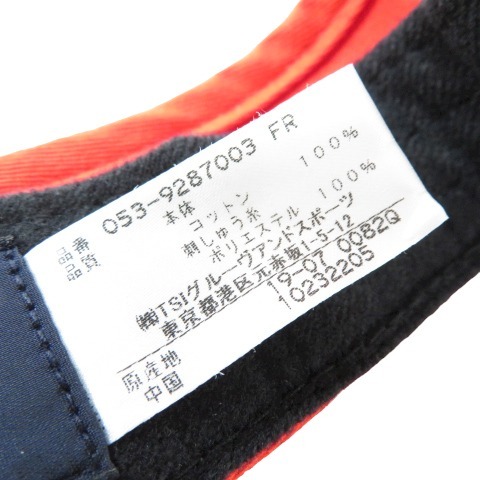 品番 053-9287003 FR
品質 本体
コットン 100%
刺しゅう糸
ポリエステル 100%
㈱TSIグルーヴアンドスポーツ
東京都港区元赤坂1-5-12
19-07 0082Q
10232205
原産地
中国